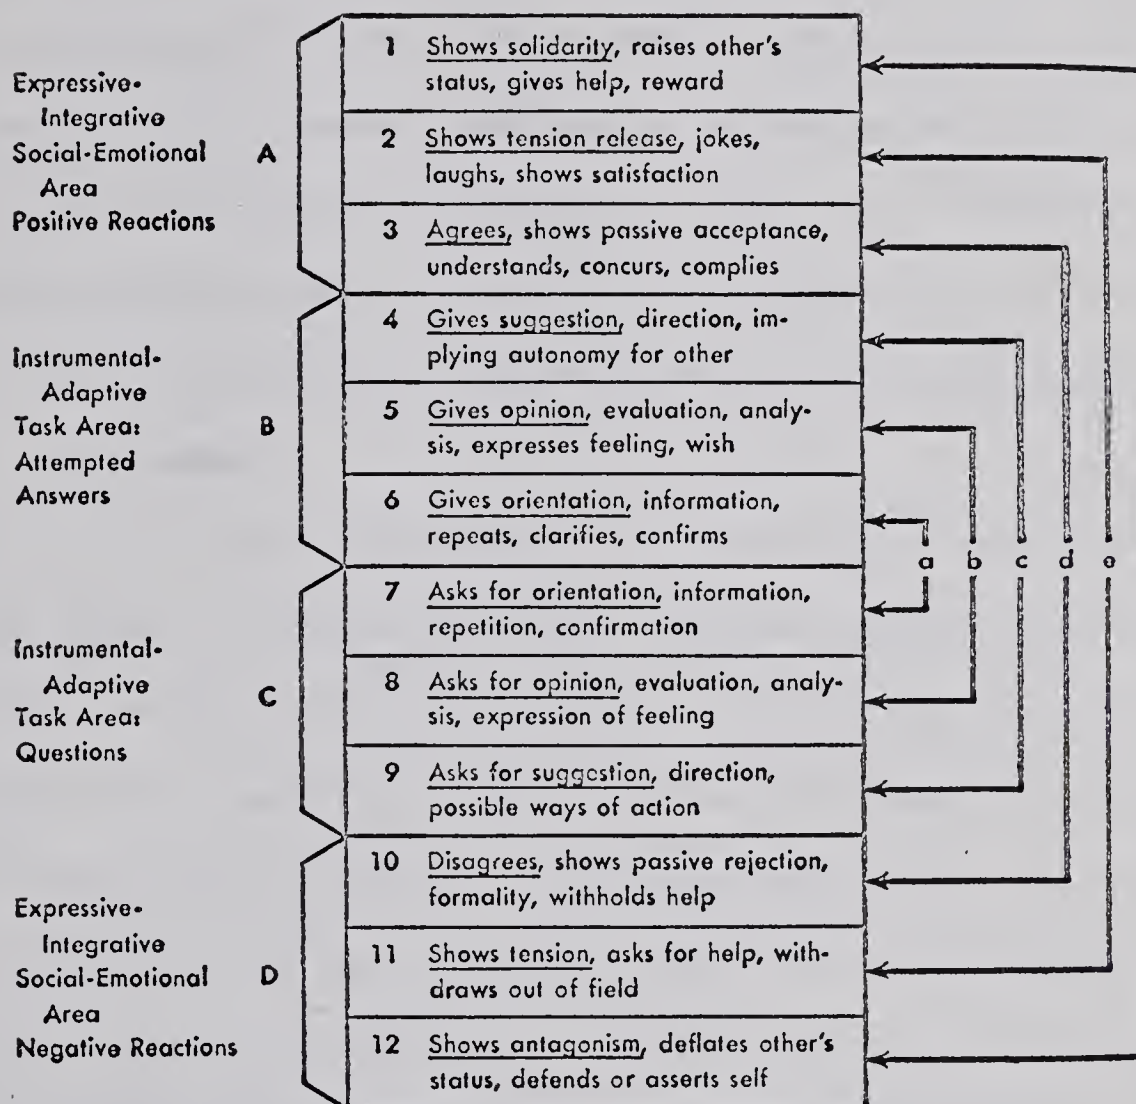 Expressive-
Integrative
Social-Emotional
Area
Positive Reactions
A
1 Shows solidarity, raises other's
status, gives help, reward
2 Shows tension release, jokes,
laughs, shows satisfaction
3 Agrees, shows passive acceptance,
understands, concurs, complies
Instrumental-
Adaptive
Task Area:
Attempted
Answers
B
4 Gives suggestion, direction, im-
plying autonomy for other
5 Gives opinion, evaluation, analy-
sis, expresses feeling, wish
6 Gives orientation, information,
repeats, clarifies, confirms
a b c d e
Instrumental-
Adaptive
Task Area:
Questions
C
7 Asks for orientation, information,
repetition, confirmation
8 Asks for opinion, evaluation, analy-
sis, expression of feeling
9 Asks for suggestion, direction,
possible ways of action
Expressive-
Integrative
Social-Emotional
Area
Negative Reactions
D
10 Disagrees, shows passive rejection,
formality, withholds help
11 Shows tension, asks for help, with-
draws out of field
12 Shows antagonism, deflates other's
status, defends or asserts self